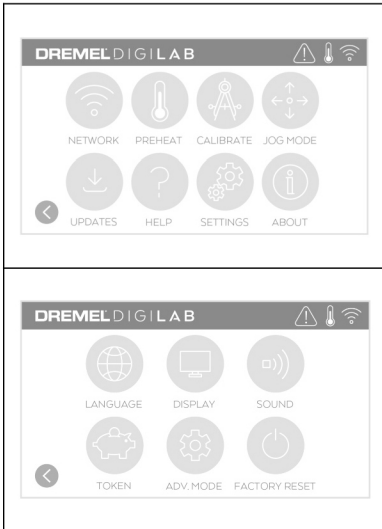 DREMEL DIGILAB
NETWORK PREHEAT CALIBRATE JOG MODE
UPDATES HELP SETTINGS ABOUT
DREMEL DIGILAB
LANGUAGE DISPLAY SOUND
TOKEN ADV. MODE FACTORY RESET